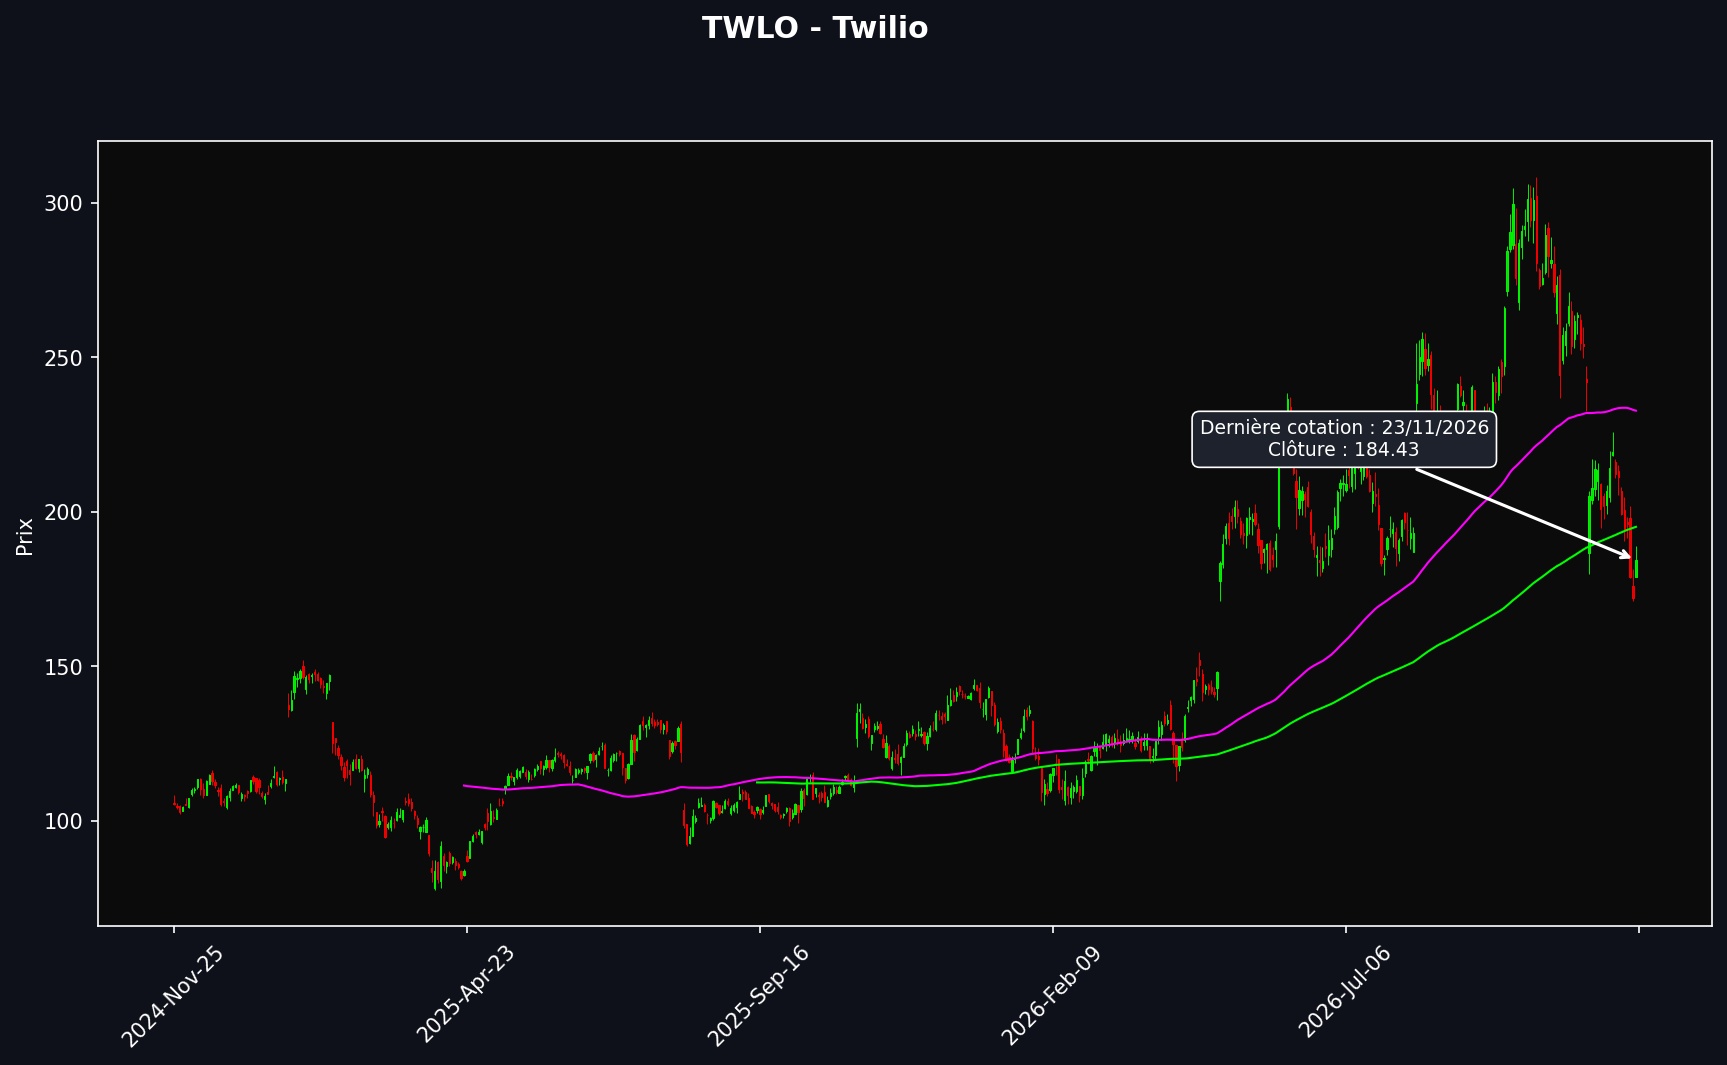 TWLO - Twilio
Prix
300
250
200
150
100
Dernière cotation : 23/11/2026
Clôture : 184.43
2024-Nov-25
2025-Apr-23
2025-Sep-16
2026-Feb-09
2026-Jul-06